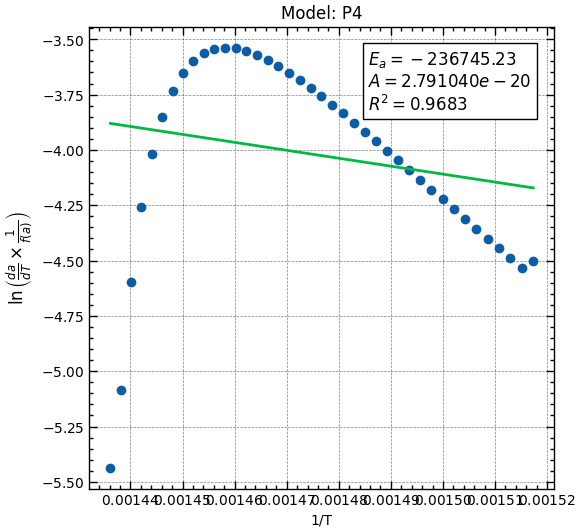 Model: P4
E_a = −236745.23
A = 2.791040e − 20
R² = 0.9683
ln(da/dT × 1/f(a))
−3.50
−3.75
−4.00
−4.25
−4.50
−4.75
−5.00
−5.25
−5.50
0.00144 0.00145 0.00146 0.00147 0.00148 0.00149 0.00150 0.00151 0.00152
1/T